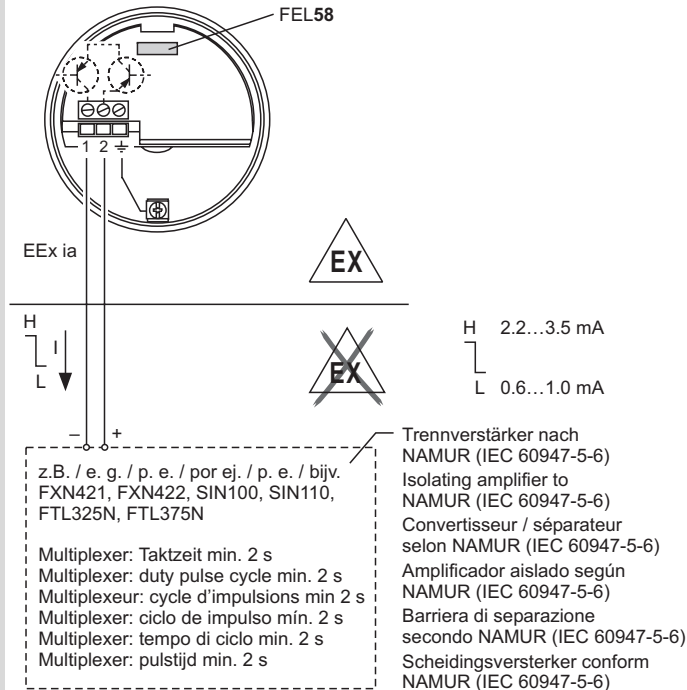 FEL58
1 2
EEx ia
EX
H
I
L
EX
H 2.2…3.5 mA
L 0.6…1.0 mA
– +
z.B. / e. g. / p. e. / por ej. / p. e. / bijv.
FXN421, FXN422, SIN100, SIN110,
FTL325N, FTL375N
Multiplexer: Taktzeit min. 2 s
Multiplexer: duty pulse cycle min. 2 s
Multiplexeur: cycle d'impulsions min 2 s
Multiplexer: ciclo de impulso mín. 2 s
Multiplexer: tempo di ciclo min. 2 s
Multiplexer: pulstijd min. 2 s
Trennverstärker nach
NAMUR (IEC 60947-5-6)
Isolating amplifier to
NAMUR (IEC 60947-5-6)
Convertisseur / séparateur
selon NAMUR (IEC 60947-5-6)
Amplificador aislado según
NAMUR (IEC 60947-5-6)
Barriera di separazione
secondo NAMUR (IEC 60947-5-6)
Scheidingsversterker conform
NAMUR (IEC 60947-5-6)